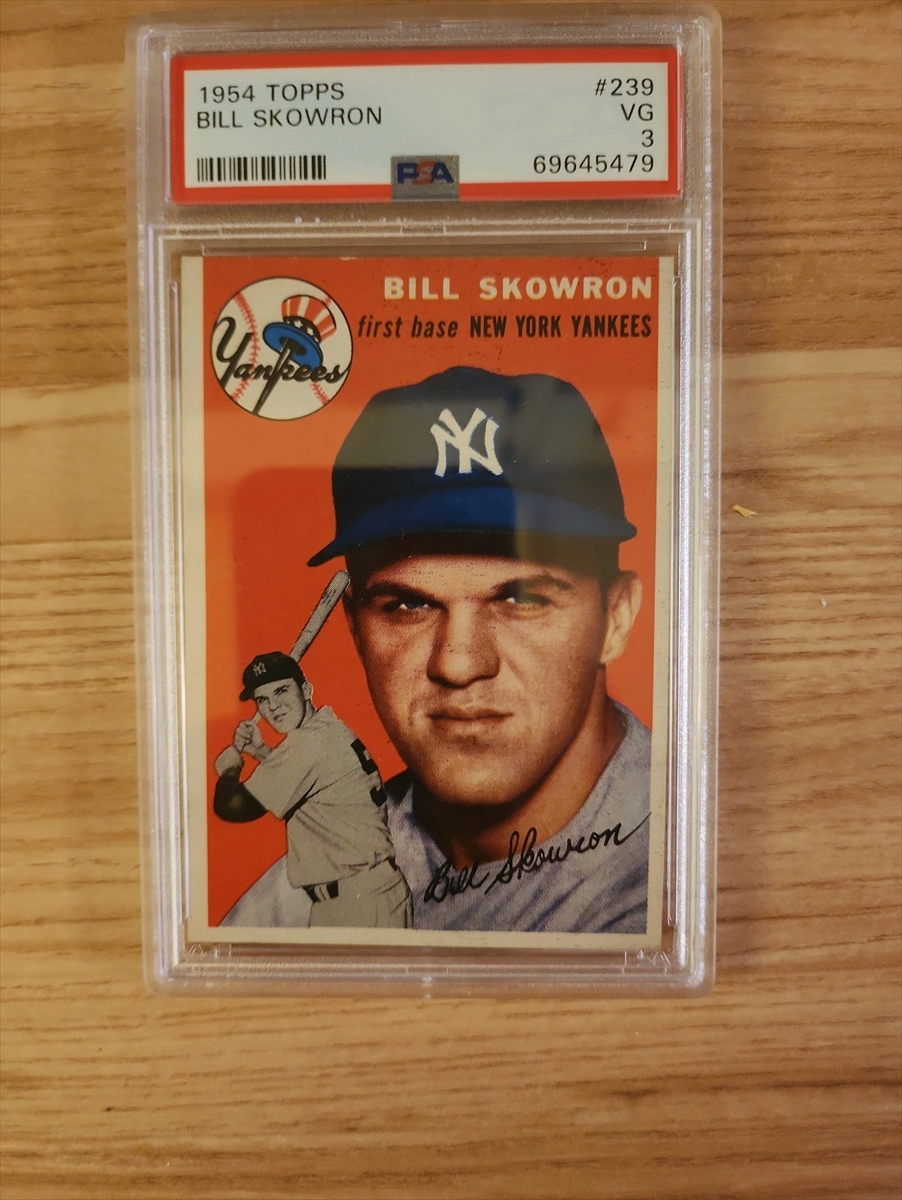 1954 TOPPS #239
BILL SKOWRON VG
3
69645479
PSA
BILL SKOWRON
first base NEW YORK YANKEES
Yankees
NY
NY
Bill Skowron